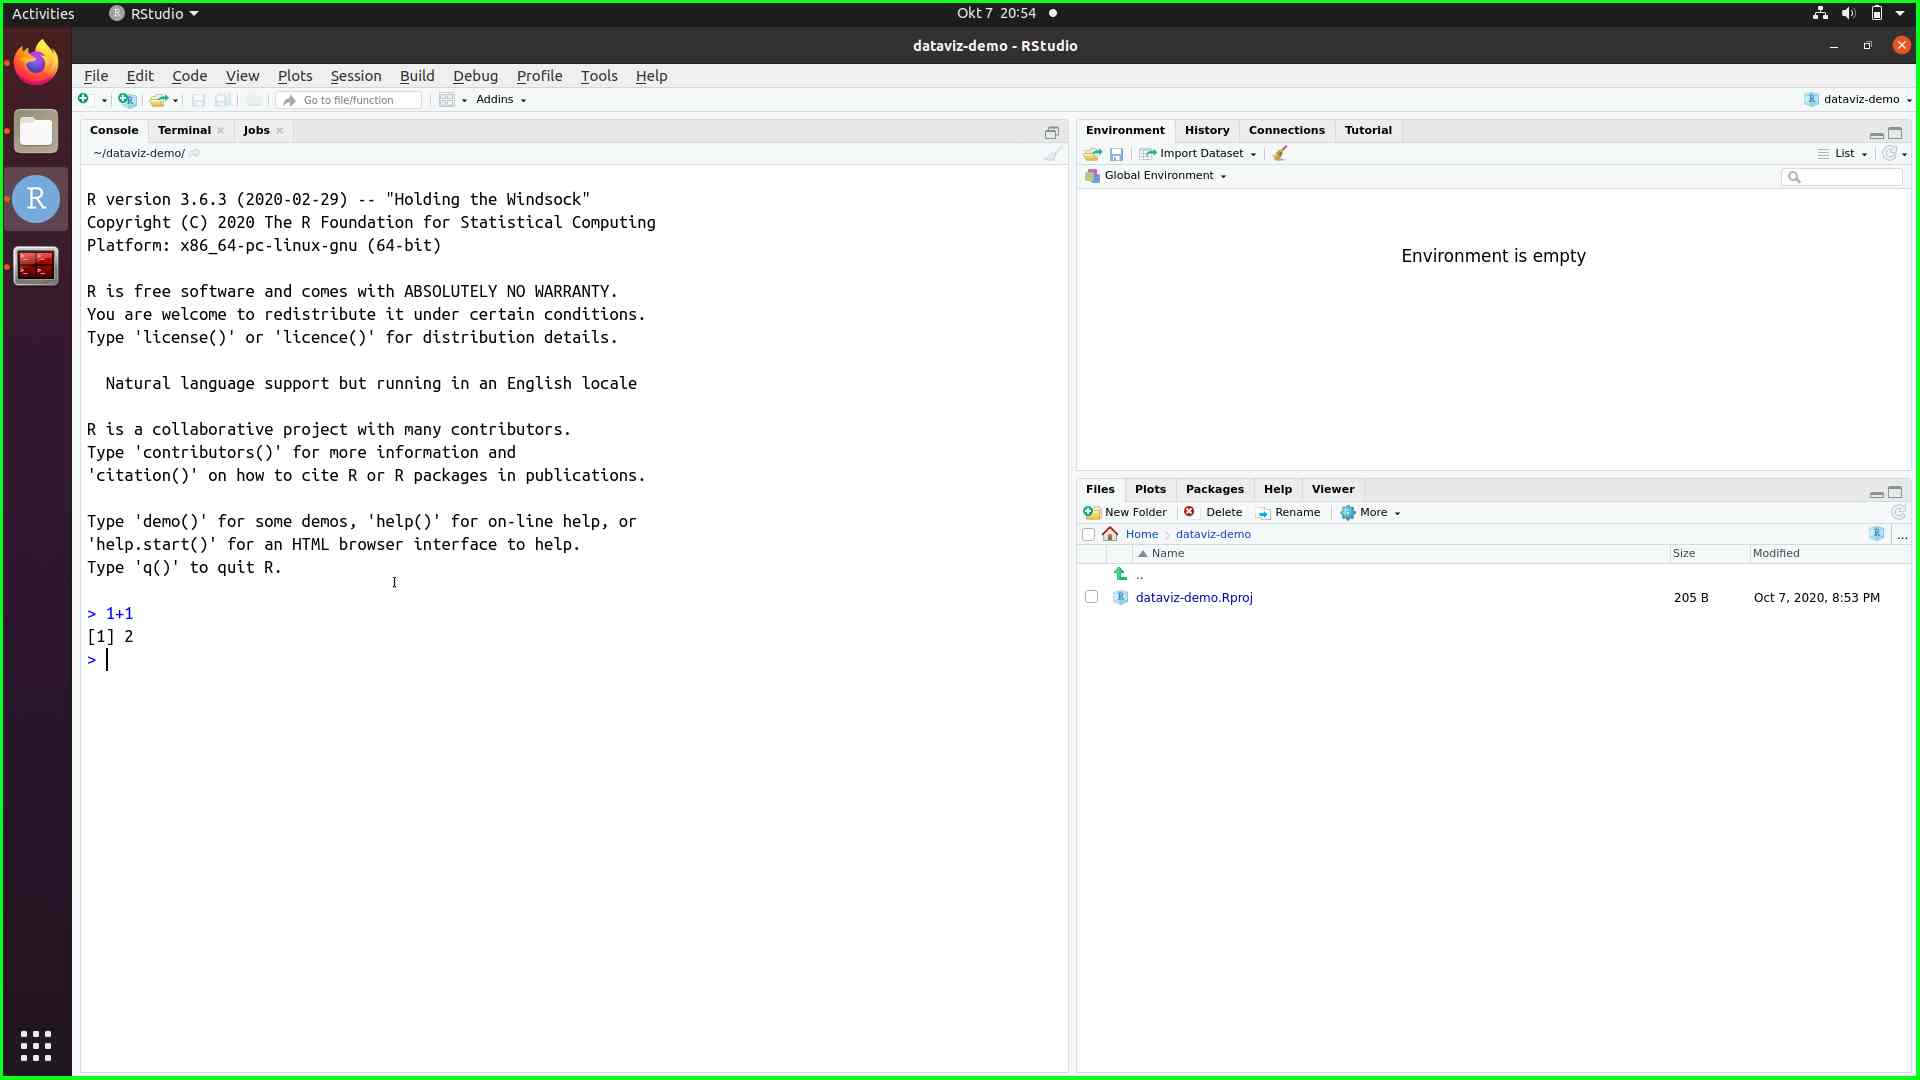 Activities
RStudio
Okt 7 20:54
dataviz-demo - RStudio
File Edit Code View Plots Session Build Debug Profile Tools Help
Go to file/function
Addins
dataviz-demo
Console Terminal Jobs
~/dataviz-demo/
R version 3.6.3 (2020-02-29) -- "Holding the Windsock"
Copyright (C) 2020 The R Foundation for Statistical Computing
Platform: x86_64-pc-linux-gnu (64-bit)
R is free software and comes with ABSOLUTELY NO WARRANTY.
You are welcome to redistribute it under certain conditions.
Type 'license()' or 'licence()' for distribution details.
Natural language support but running in an English locale
R is a collaborative project with many contributors.
Type 'contributors()' for more information and
'citation()' on how to cite R or R packages in publications.
Type 'demo()' for some demos, 'help()' for on-line help, or
'help.start()' for an HTML browser interface to help.
Type 'q()' to quit R.
> 1+1
[1] 2
>
Environment History Connections Tutorial
Import Dataset
List
Global Environment
Environment is empty
Files Plots Packages Help Viewer
New Folder Delete Rename More
Home dataviz-demo ...
Name Size Modified
..
dataviz-demo.Rproj 205 B Oct 7, 2020, 8:53 PM